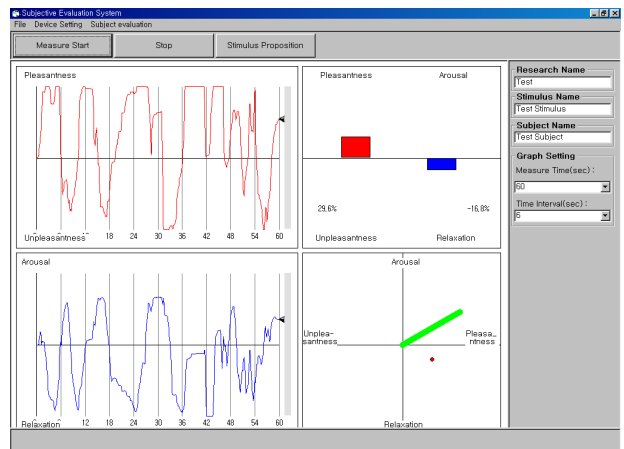 Subjective Evaluation System
File Device Setting Subject evaluation
Measure Start Stop Stimulus Proposition
Pleasantness
Unpleasantness
12 18 24 30 36 42 48 54 60
Pleasantness Arousal
29,6% -16,8%
Unpleasantness Relaxation
Research Name
Test
Stimulus Name
Test Stimulus
Subject Name
Test Subject
Graph Setting
Measure Time(sec) :
60
Time Interval(sec) :
6
Arousal
Relaxation
12 18 24 30 36 42 48 54 60
Arousal
Unplea-
santness
Pleasa_
ntness
Relaxation